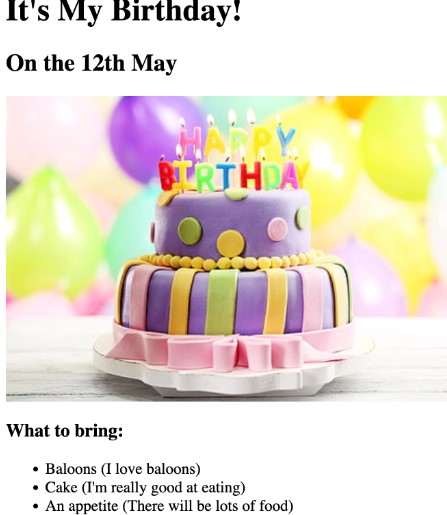 It's My Birthday!
On the 12th May
HAPPY
BIRTHDAY
What to bring:
Baloons (I love baloons)
Cake (I'm really good at eating)
An appetite (There will be lots of food)